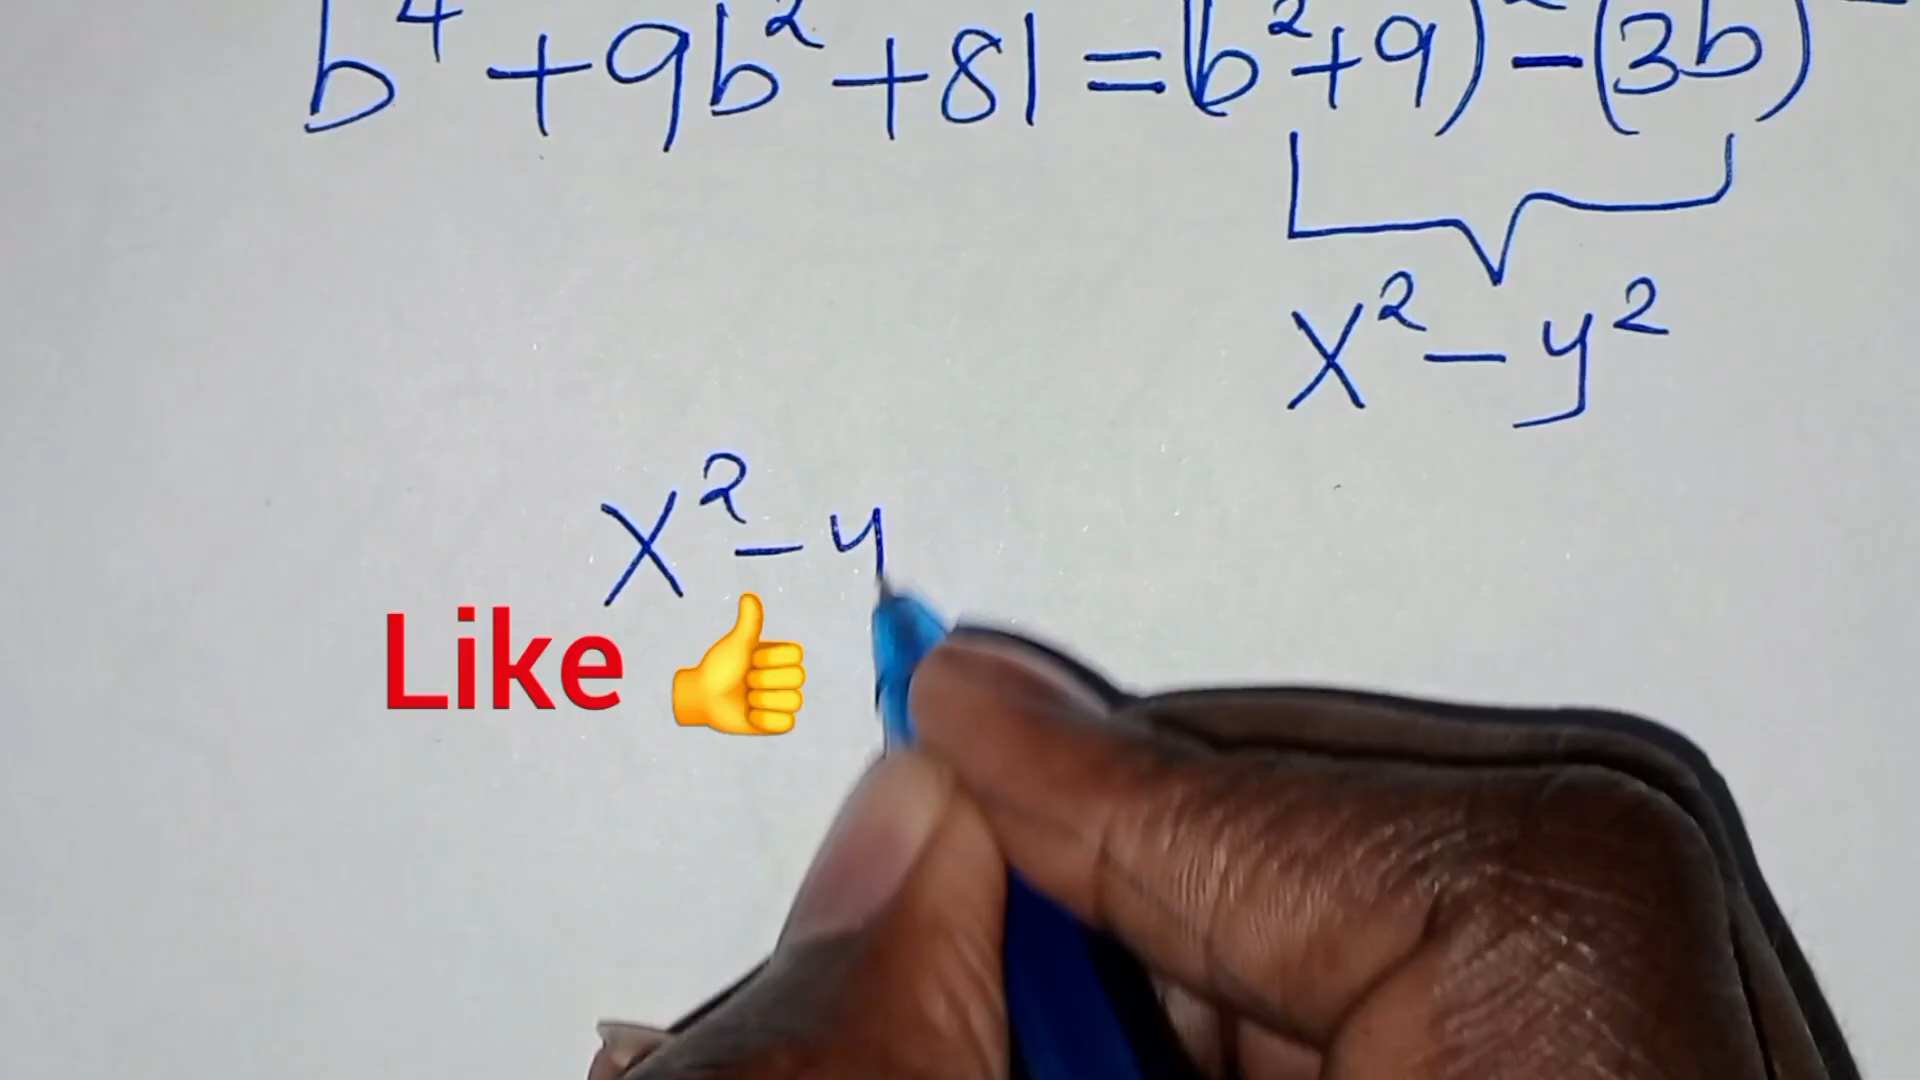 b⁴ + 9b² + 81 = (b² + 9)² - (3b)²
x² - y²
x² - y
Like 👍